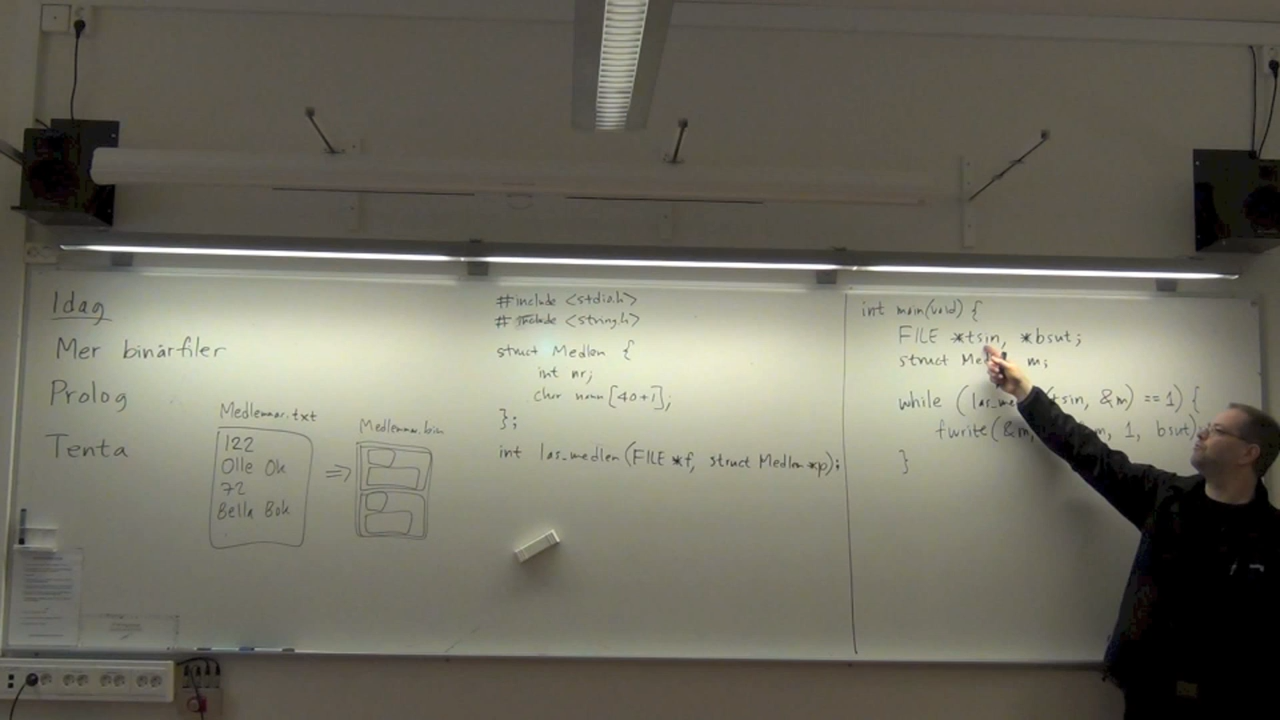 Idag
Mer binärfiler
Prolog
Tenta
Medlemmar.txt
122
Olle Ok
72
Bella Bok
⇒
Medlemmar.bin
#include <stdio.h>
#include <string.h>
struct Medlem {
int nr;
char namn[40+1];
};
int las_medlem(FILE *f, struct Medlem *p);
int main(void) {
FILE *tsin, *bsut;
struct m;
while (tsin, &m) == 1) {
fwrite(&m, 1, bsut);
}